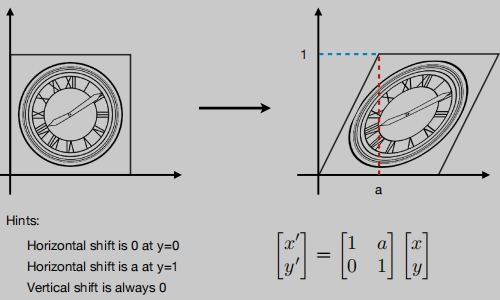 1
a
Hints:
Horizontal shift is 0 at y=0
Horizontal shift is a at y=1
Vertical shift is always 0
[x′ y′] = [1 a 0 1] [x y]